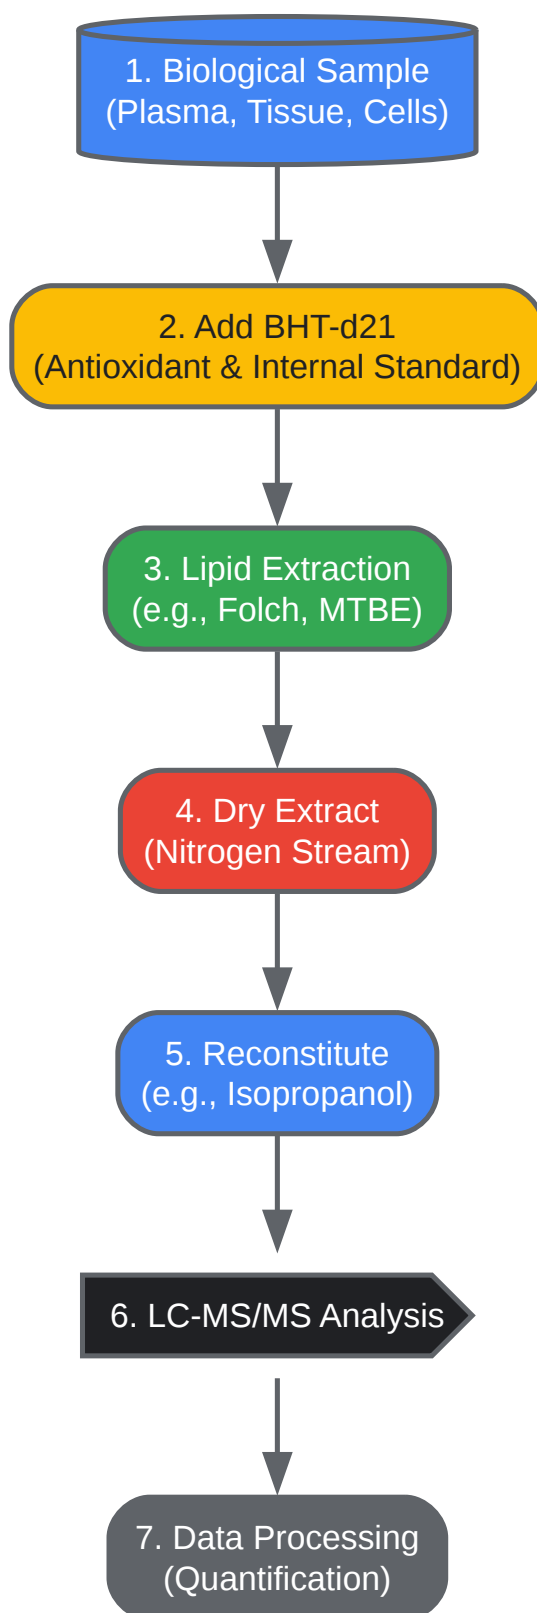 1. Biological Sample
(Plasma, Tissue, Cells)
2. Add BHT-d21
(Antioxidant & Internal Standard)
3. Lipid Extraction
(e.g., Folch, MTBE)
4. Dry Extract
(Nitrogen Stream)
5. Reconstitute
(e.g., Isopropanol)
6. LC-MS/MS Analysis
7. Data Processing
(Quantification)